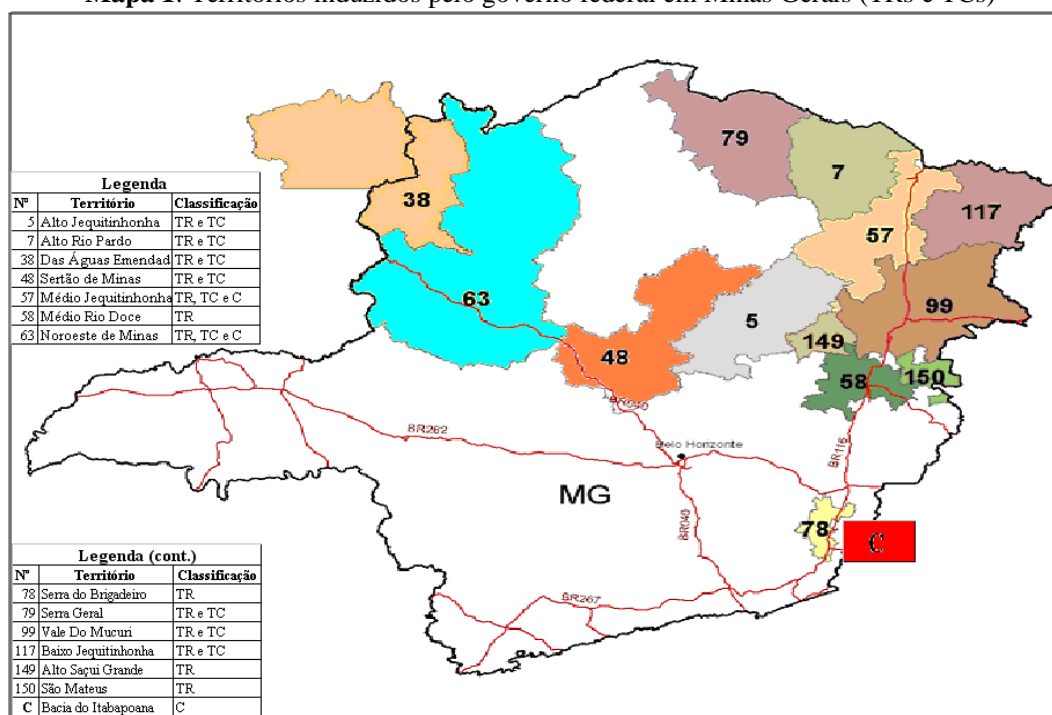 Mapa 1: Territórios induzidos pelo governo federal em Minas Gerais (TRs e TCs)
79
7
38
117
57
63
5
99
48
149
58
150
BR040
BR262
Belo Horizonte
BR116
MG
BR040
78
C
BR267
Legenda
Nº Território Classificação
5 Alto Jequitinhonha TR e TC
7 Alto Rio Pardo TR e TC
38 Das Águas Emendad TR e TC
48 Sertão de Minas TR e TC
57 Médio Jequitinhonha TR, TC e C
58 Médio Rio Doce TR
63 Noroeste de Minas TR, TC e C
Legenda (cont.)
Nº Território Classificação
78 Serra do Brigadeiro TR
79 Serra Geral TR e TC
99 Vale Do Mucuri TR e TC
117 Baixo Jequitinhonha TR e TC
149 Alto Saçui Grande TR
150 São Mateus TR
C Bacia do Itabapoana C